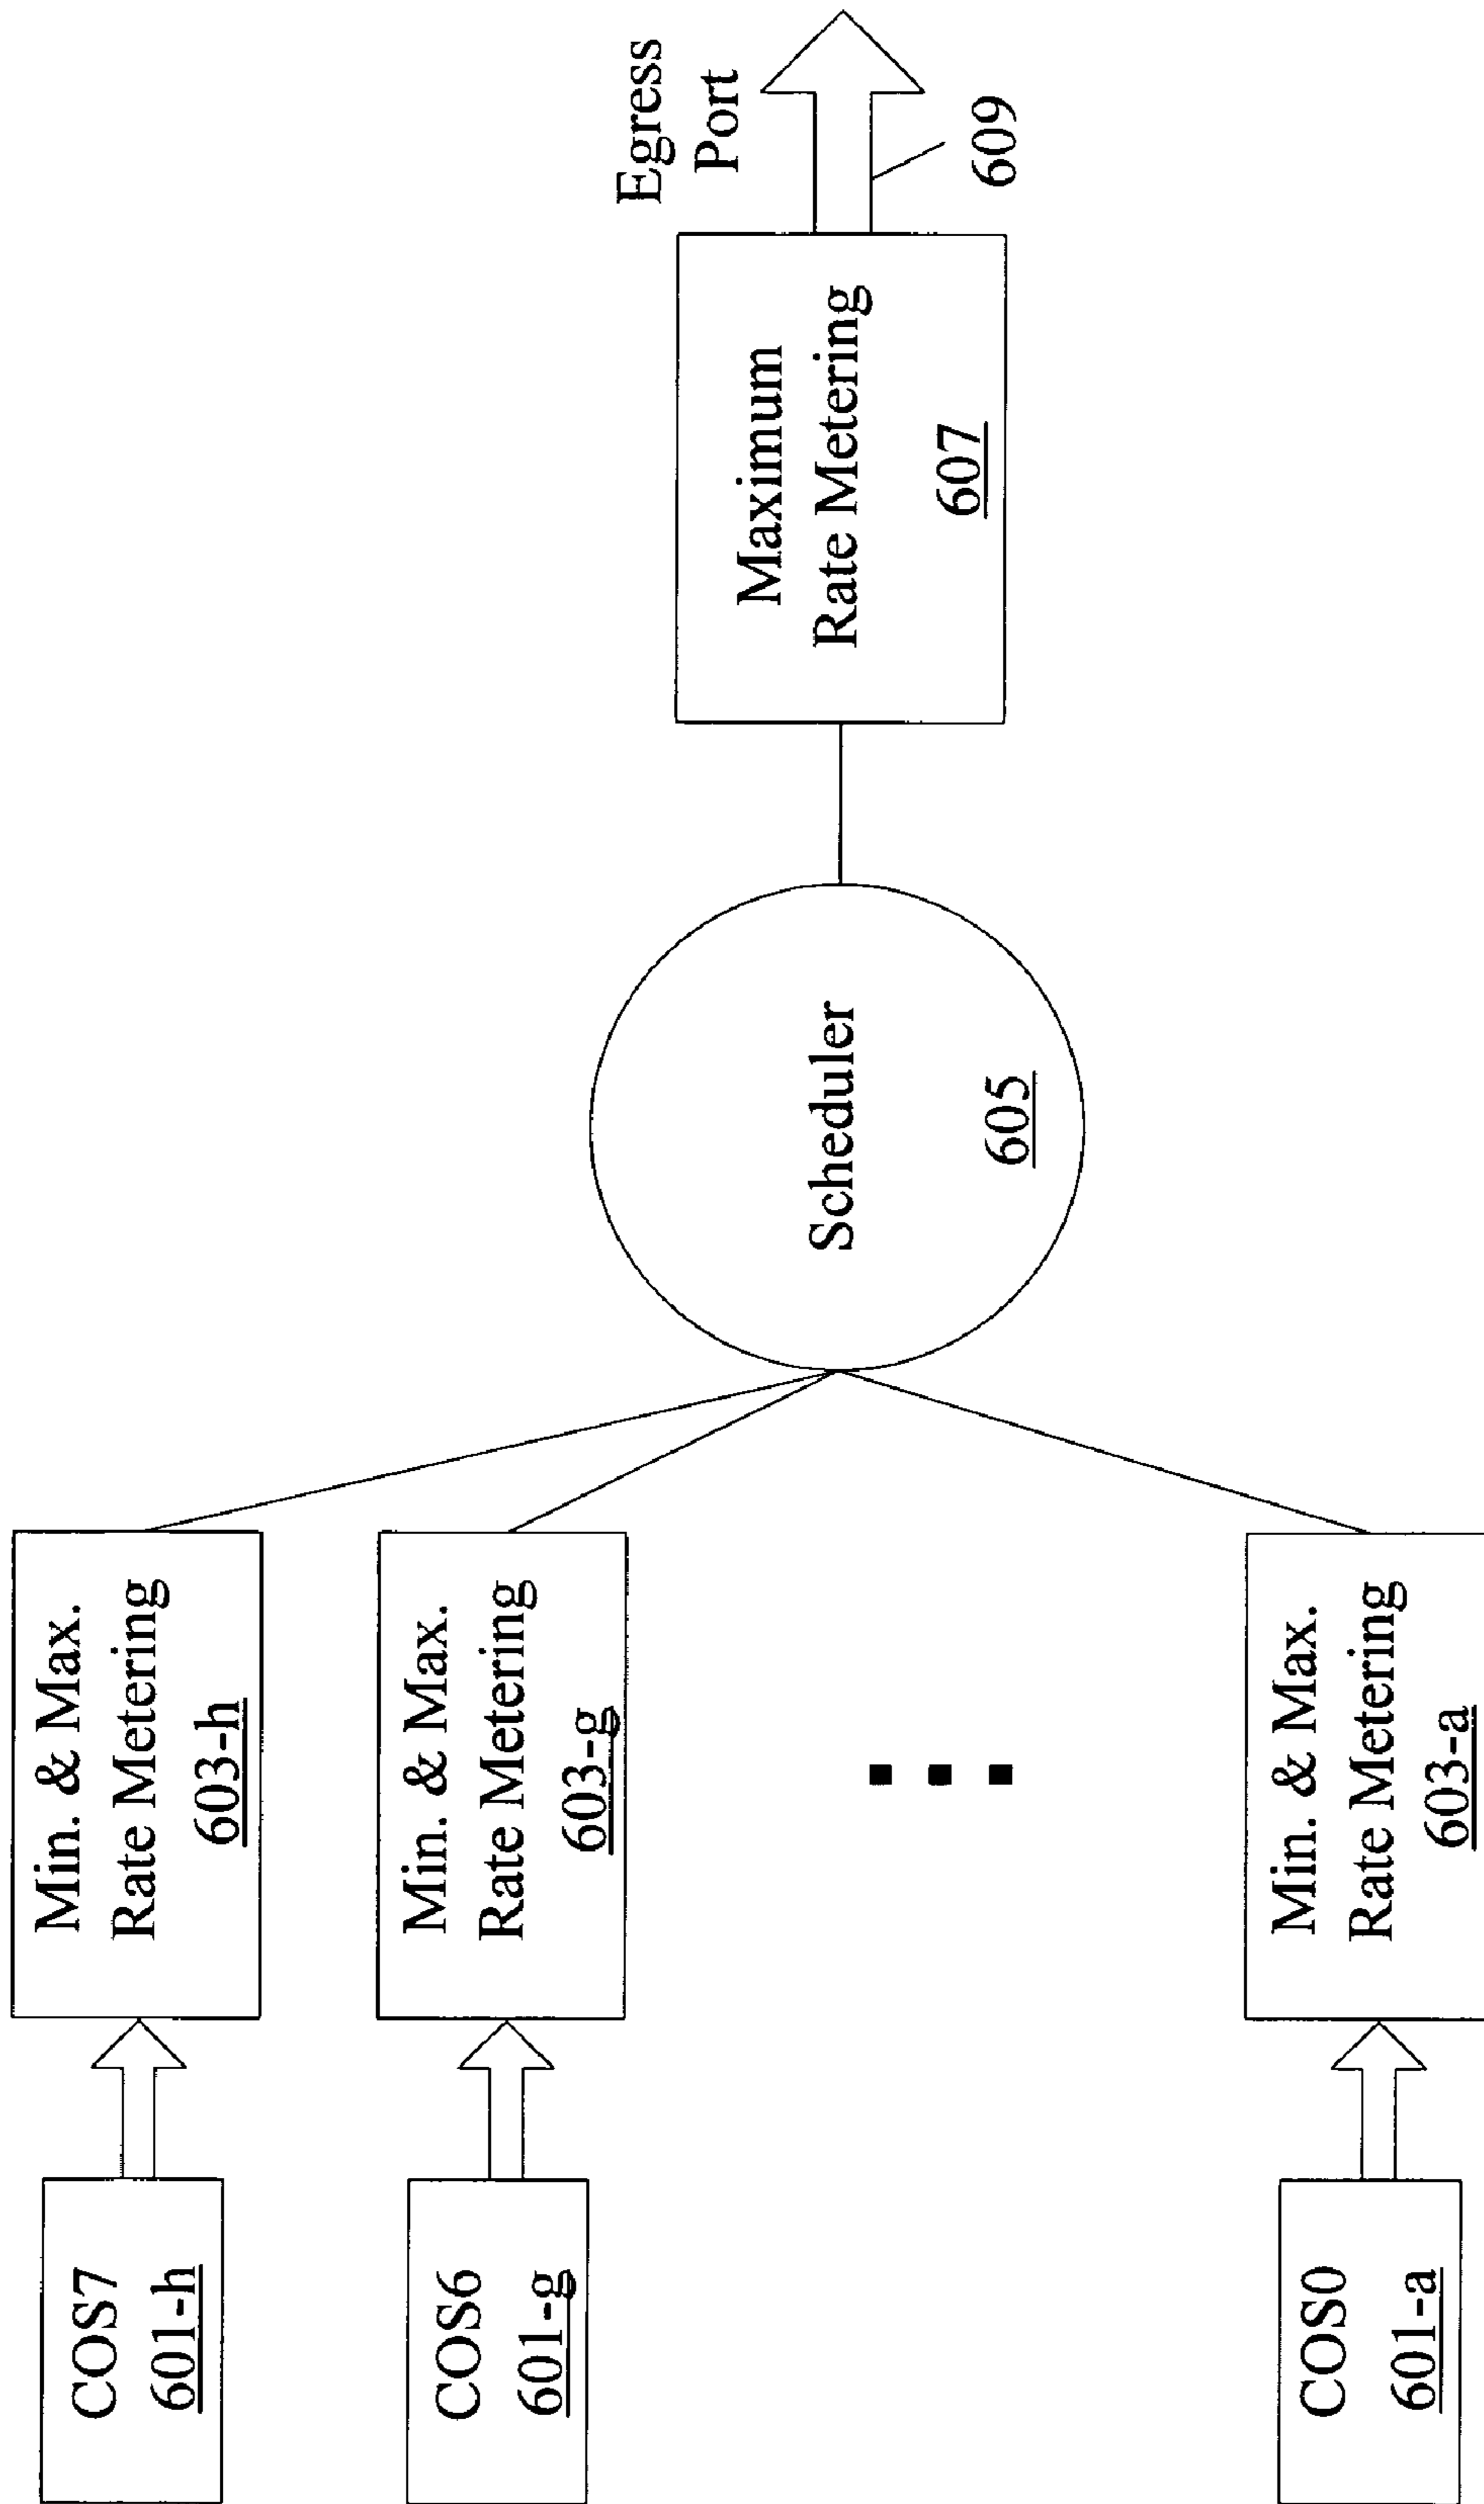 COS7
601-h
Min. & Max.
Rate Metering
603-h
COS6
601-g
Min. & Max.
Rate Metering
603-g
COS0
601-a
Min. & Max.
Rate Metering
603-a
Scheduler
605
Maximum
Rate Metering
607
Egress
Port
609